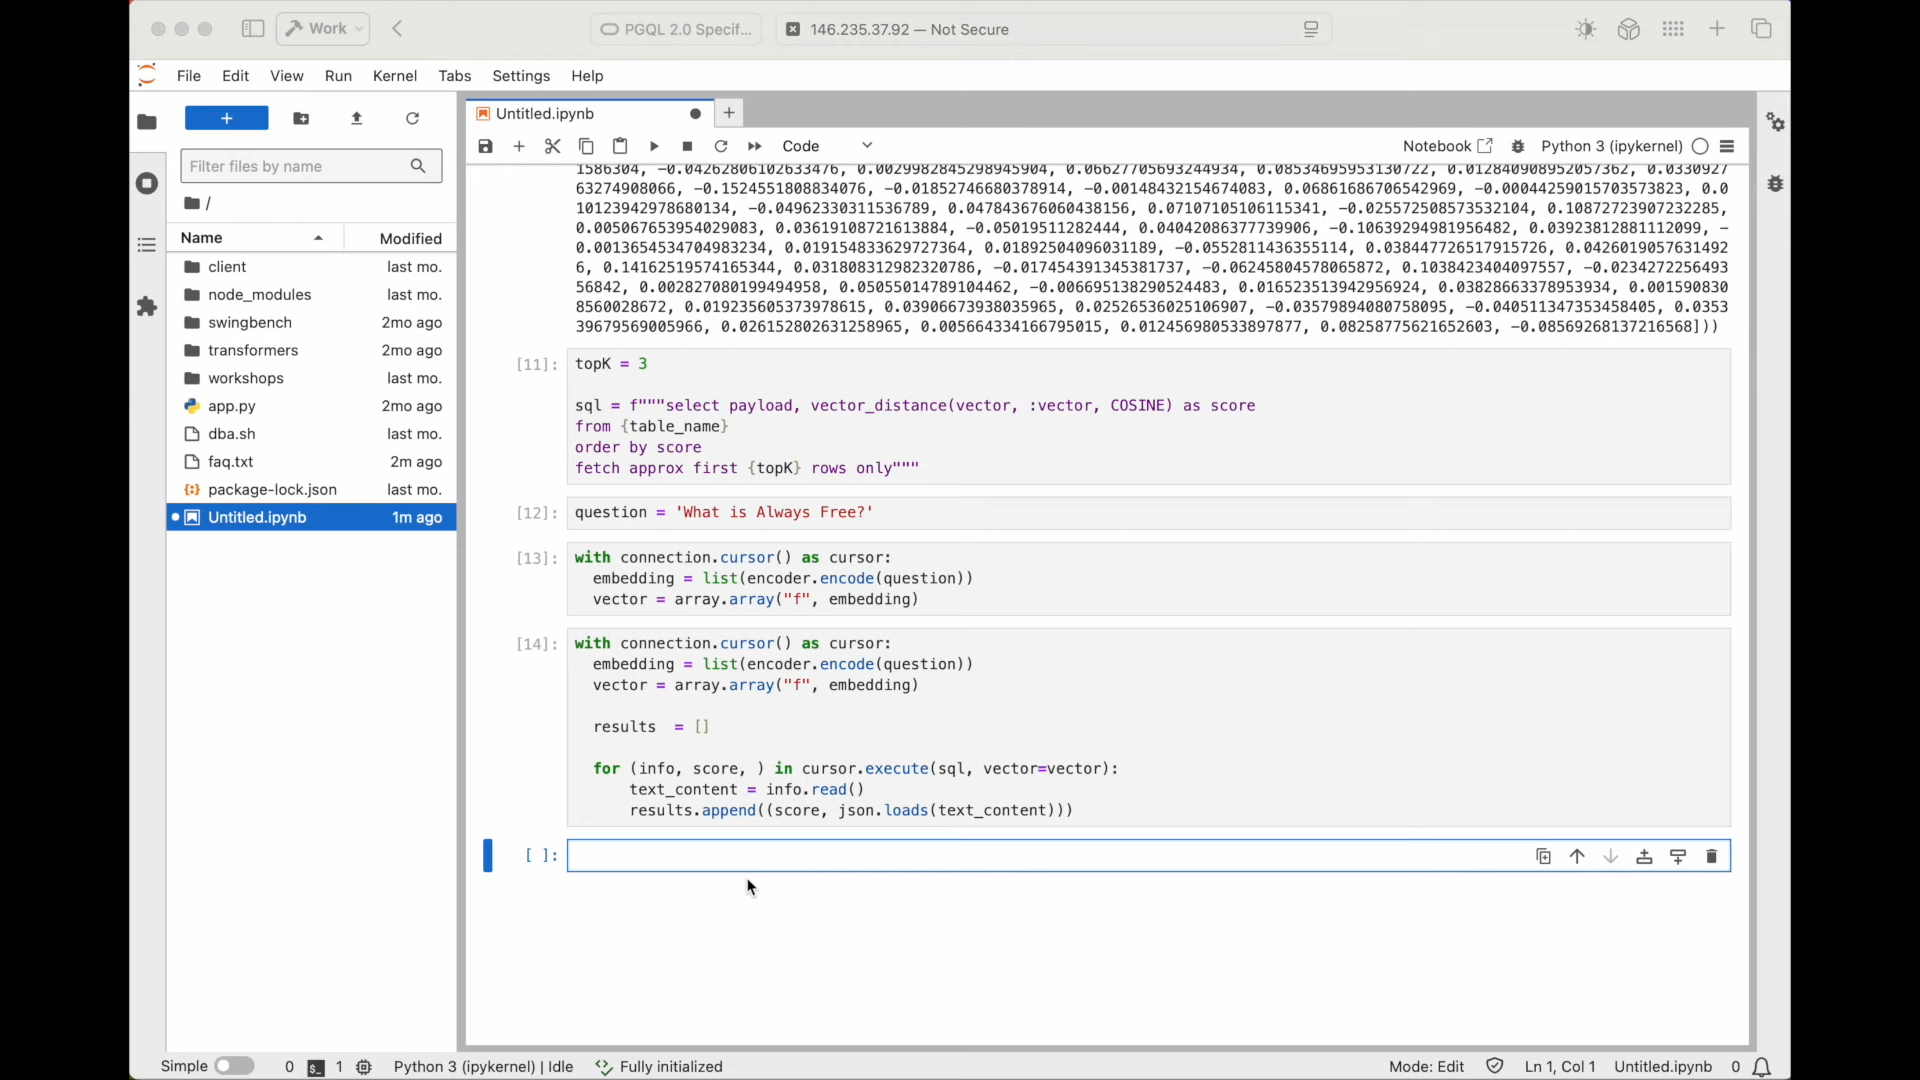 Work
PGQL 2.0 Specif...
146.235.37.92 — Not Secure
File Edit View Run Kernel Tabs Settings Help
Untitled.ipynb
Code
Notebook
Python 3 (ipykernel)
Filter files by name
/
Name Modified
client last mo.
node_modules last mo.
swingbench 2mo ago
transformers 2mo ago
workshops last mo.
app.py 2mo ago
dba.sh last mo.
faq.txt 2m ago
package-lock.json last mo.
Untitled.ipynb 1m ago
1586304, -0.04262806102633476, 0.0029982845298945904, 0.06627705693244934, 0.08534695953130722, 0.012840908952057362, 0.0330927
63274908066, -0.1524551808834076, -0.01852746680378914, -0.00148432154674083, 0.06861686706542969, -0.00044259015703573823, 0.0
10123942978680134, -0.04962330311536789, 0.047843676060438156, 0.07107105106115341, -0.025572508573532104, 0.10872723907232285,
0.005067653954029083, 0.03619108721613884, -0.05019511282444, 0.04042086377739906, -0.10639294981956482, 0.03923812881112099, -
0.0013654534704983234, 0.019154833629727364, 0.01892504096031189, -0.0552811436355114, 0.038447726517915726, 0.0426019057631492
6, 0.14162519574165344, 0.031808312982320786, -0.017454391345381737, -0.06245804578065872, 0.1038423404097557, -0.0234272256493
56842, 0.002827080199494958, 0.05055014789104462, -0.006695138290524483, 0.016523513942956924, 0.03828663378953934, 0.001590830
8560028672, 0.019235605373978615, 0.03906673938035965, 0.02526536025106907, -0.03579894080758095, -0.040511347353458405, 0.0353
39679569005966, 0.026152802631258965, 0.005664334166795015, 0.012456980533897877, 0.08258775621652603, -0.08569268137216568]))
[11]: topK = 3
sql = f"""select payload, vector_distance(vector, :vector, COSINE) as score
from {table_name}
order by score
fetch approx first {topK} rows only"""
[12]: question = 'What is Always Free?'
[13]: with connection.cursor() as cursor:
embedding = list(encoder.encode(question))
vector = array.array("f", embedding)
[14]: with connection.cursor() as cursor:
embedding = list(encoder.encode(question))
vector = array.array("f", embedding)
results  = []
for (info, score, ) in cursor.execute(sql, vector=vector):
text_content = info.read()
results.append((score, json.loads(text_content)))
[ ]:
Simple 0 $_ 1 Python 3 (ipykernel) | Idle Fully initialized Mode: Edit Ln 1, Col 1 Untitled.ipynb 0